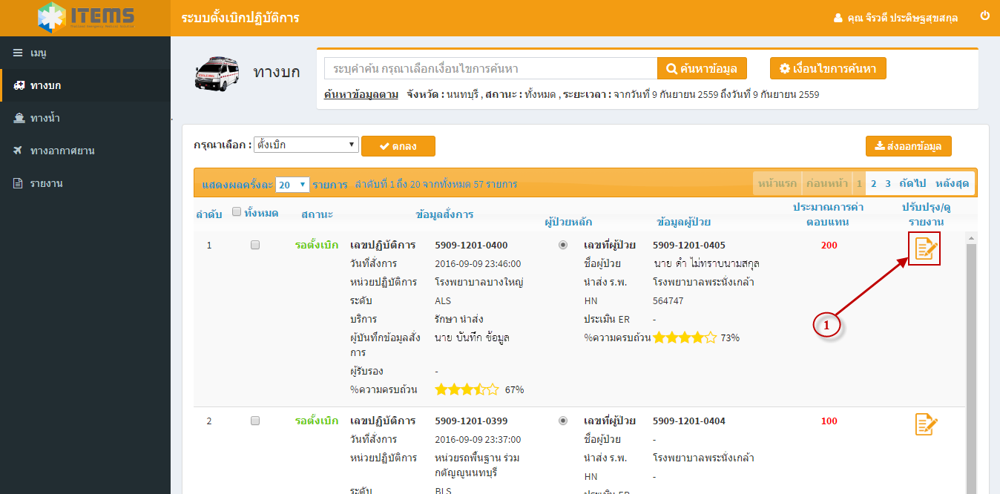 ITEMS
ระบบตั้งเบิกปฏิบัติการ
คุณ จิรวดี ประดิษฐสุขสกุล
เมนู
ทางบก
ทางน้ำ
ทางอากาศยาน
รายงาน
ทางบก
ระบุคำค้น กรุณาเลือกเงื่อนไขการค้นหา
ค้นหาข้อมูล
เงื่อนไขการค้นหา
ค้นหาข้อมูลตาม จังหวัด : นนทบุรี , สถานะ : ทั้งหมด , ระยะเวลา : จากวันที่ 9 กันยายน 2559 ถึงวันที่ 9 กันยายน 2559
กรุณาเลือก : ตั้งเบิก ตกลง ส่งออกข้อมูล
แสดงผลครั้งละ 20 รายการ ลำดับที่ 1 ถึง 20 จากทั้งหมด 57 รายการ หน้าแรก ก่อนหน้า 1 2 3 ถัดไป หลังสุด
ลำดับ ทั้งหมด สถานะ ข้อมูลสั่งการ ผู้ป่วยหลัก ข้อมูลผู้ป่วย ประมาณการค่า ปรับปรุง/ดู
ตอบแทน รายงาน
1 รอตั้งเบิก เลขปฏิบัติการ 5909-1201-0400 เลขที่ผู้ป่วย 5909-1201-0405 200
วันที่สั่งการ 2016-09-09 23:46:00 ชื่อผู้ป่วย นาย ดำ ไม่ทราบนามสกุล
หน่วยปฏิบัติการ โรงพยาบาลบางใหญ่ นำส่ง ร.พ. โรงพยาบาลพระนั่งเกล้า
ระดับ ALS HN 564747
บริการ รักษา นำส่ง ประเมิน ER -
1
ผู้บันทึกข้อมูลสั่ง นาย บันทึก ข้อมูล %ความครบถ้วน 73%
การ
ผู้รับรอง -
%ความครบถ้วน 67%
2 รอตั้งเบิก เลขปฏิบัติการ 5909-1201-0399 เลขที่ผู้ป่วย 5909-1201-0404 100
วันที่สั่งการ 2016-09-09 23:37:00 ชื่อผู้ป่วย -
หน่วยปฏิบัติการ หน่วยรถพื้นฐาน ร่วม นำส่ง ร.พ. โรงพยาบาลพระนั่งเกล้า
กตัญญูนนทบุรี HN -
ระดับ BLS ประเมิน ER